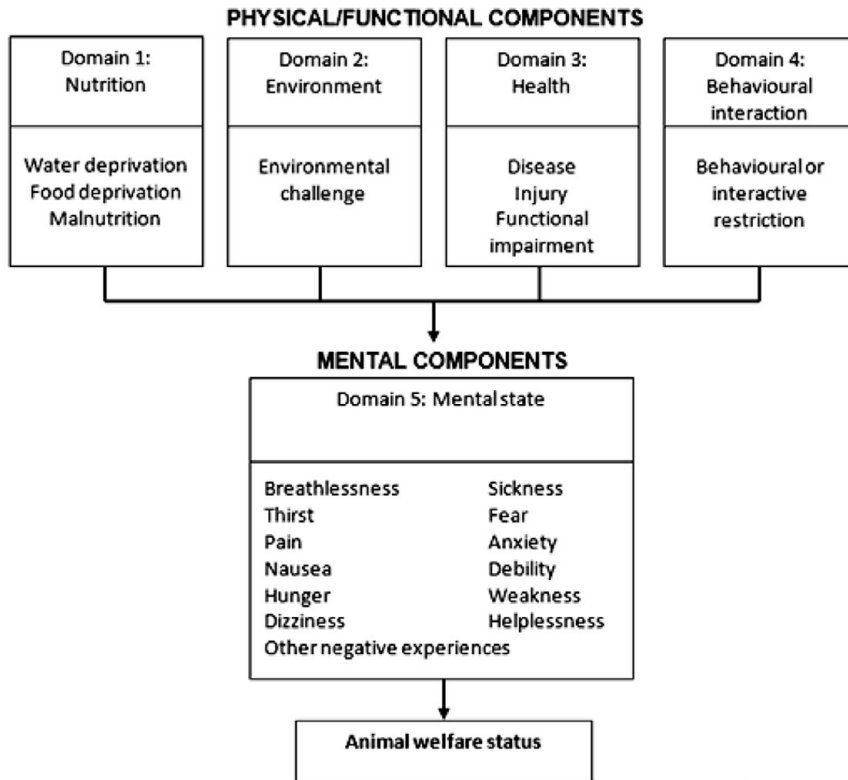 PHYSICAL/FUNCTIONAL COMPONENTS
Domain 1:
Nutrition
Water deprivation
Food deprivation
Malnutrition
Domain 2:
Environment
Environmental
challenge
Domain 3:
Health
Disease
Injury
Functional
impairment
Domain 4:
Behavioural
interaction
Behavioural or
interactive
restriction
MENTAL COMPONENTS
Domain 5: Mental state
Breathlessness
Thirst
Pain
Nausea
Hunger
Dizziness
Other negative experiences
Sickness
Fear
Anxiety
Debility
Weakness
Helplessness
Animal welfare status